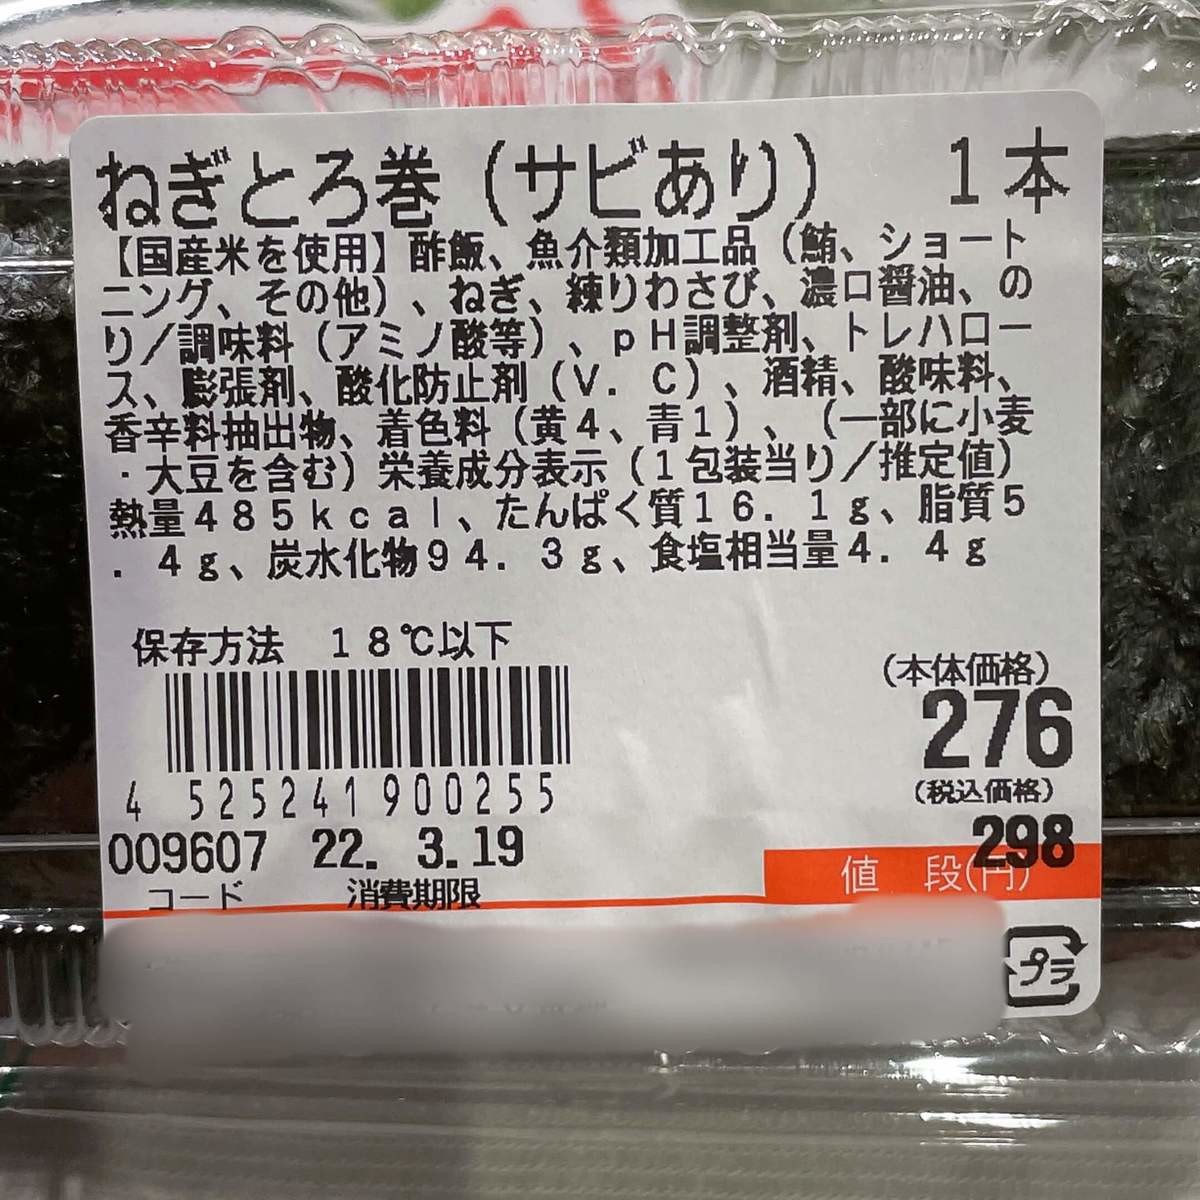 ねぎとろ巻（サビあり）　１本
【国産米を使用】酢飯、魚介類加工品（鮪、ショート
ニング、その他）、ねぎ、練りわさび、濃口醤油、の
り／調味料（アミノ酸等）、ｐＨ調整剤、トレハロー
ス、膨張剤、酸化防止剤（Ｖ．Ｃ）、酒精、酸味料、
香辛料抽出物、着色料（黄４、青１）、（一部に小麦
・大豆を含む）栄養成分表示（１包装当り／推定値）
熱量４８５ｋｃａｌ、たんぱく質１６．１ｇ、脂質５
．４ｇ、炭水化物９４．３ｇ、食塩相当量４．４ｇ
保存方法　１８℃以下
(本体価格)
276
4 525241 900255
(税込価格)
298
009607 22. 3.19
値 段(円)
コード 消費期限
プラ